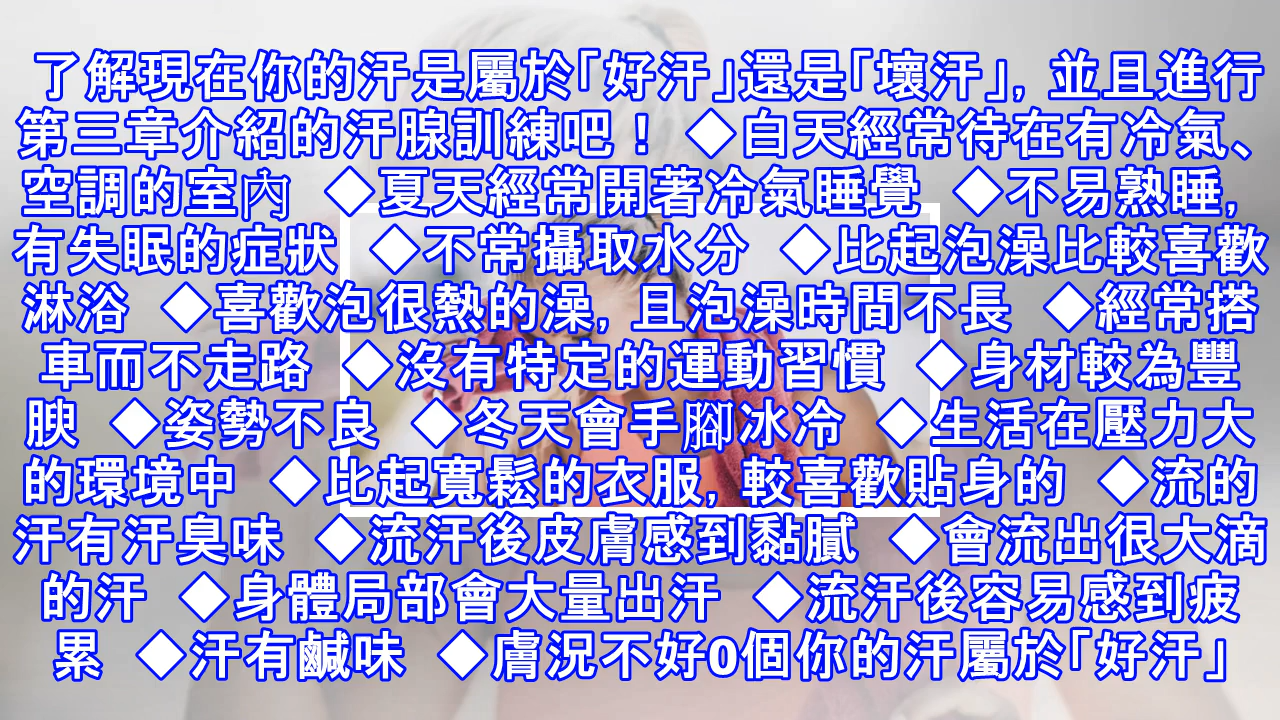 了解現在你的汗是屬於「好汗」還是「壞汗」, 並且進行
第三章介紹的汗腺訓練吧！ ◆白天經常待在有冷氣、
空調的室內 ◆夏天經常開著冷氣睡覺 ◆不易熟睡,
有失眠的症狀 ◆不常攝取水分 ◆比起泡澡比較喜歡
淋浴 ◆喜歡泡很熱的澡, 且泡澡時間不長 ◆經常搭
車而不走路 ◆沒有特定的運動習慣 ◆身材較為豐
腴 ◆姿勢不良 ◆冬天會手腳冰冷 ◆生活在壓力大
的環境中 ◆比起寬鬆的衣服, 較喜歡貼身的 ◆流的
汗有汗臭味 ◆流汗後皮膚感到黏膩 ◆會流出很大滴
的汗 ◆身體局部會大量出汗 ◆流汗後容易感到疲
累 ◆汗有鹹味 ◆膚況不好0個你的汗屬於「好汗」